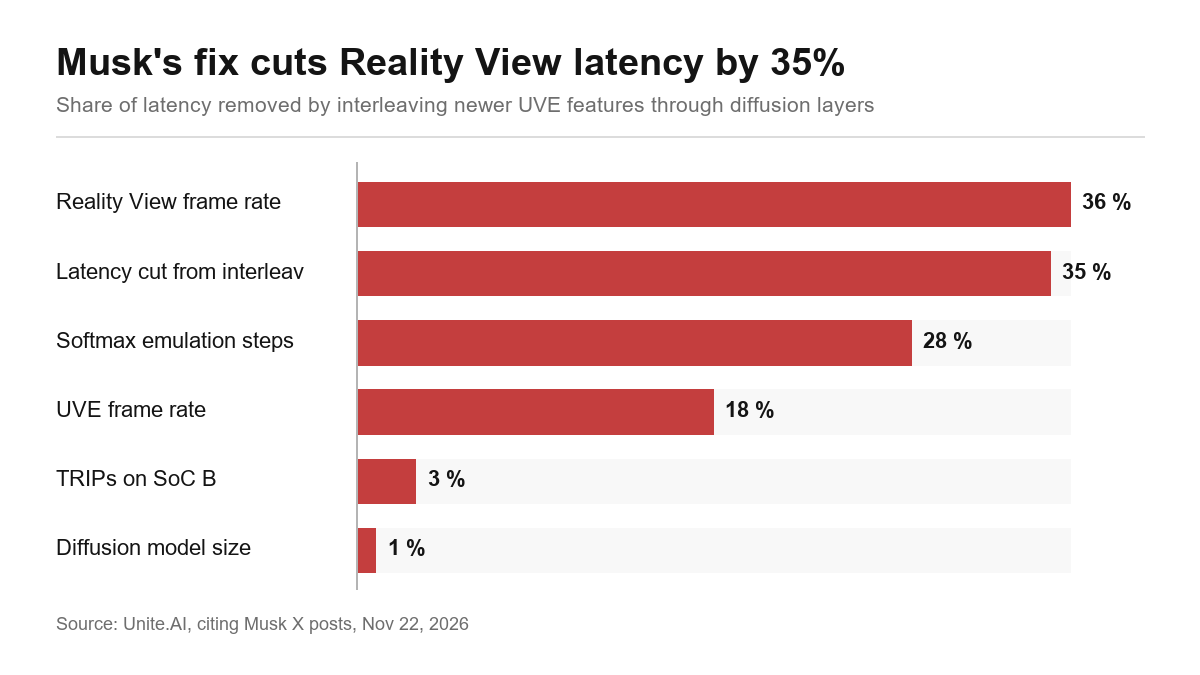 Musk's fix cuts Reality View latency by 35%
Share of latency removed by interleaving newer UVE features through diffusion layers
Reality View frame rate 36 %
Latency cut from interleav 35 %
Softmax emulation steps 28 %
UVE frame rate 18 %
TRIPs on SoC B 3 %
Diffusion model size 1 %
Source: Unite.AI, citing Musk X posts, Nov 22, 2026